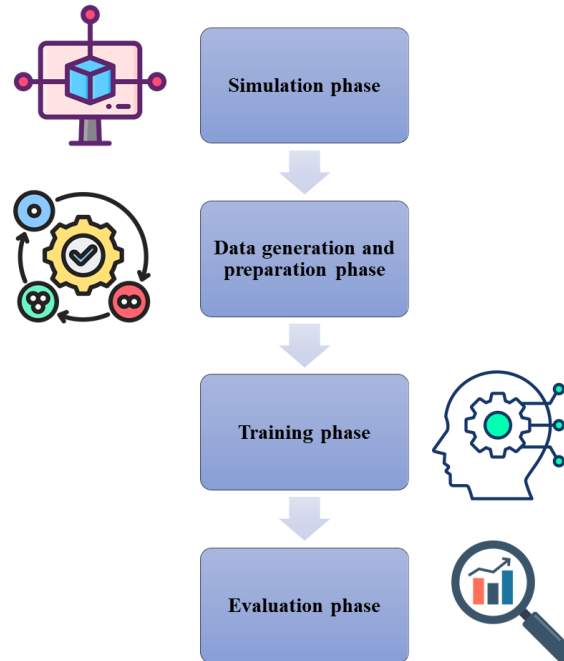 Simulation phase
Data generation and
preparation phase
Training phase
Evaluation phase